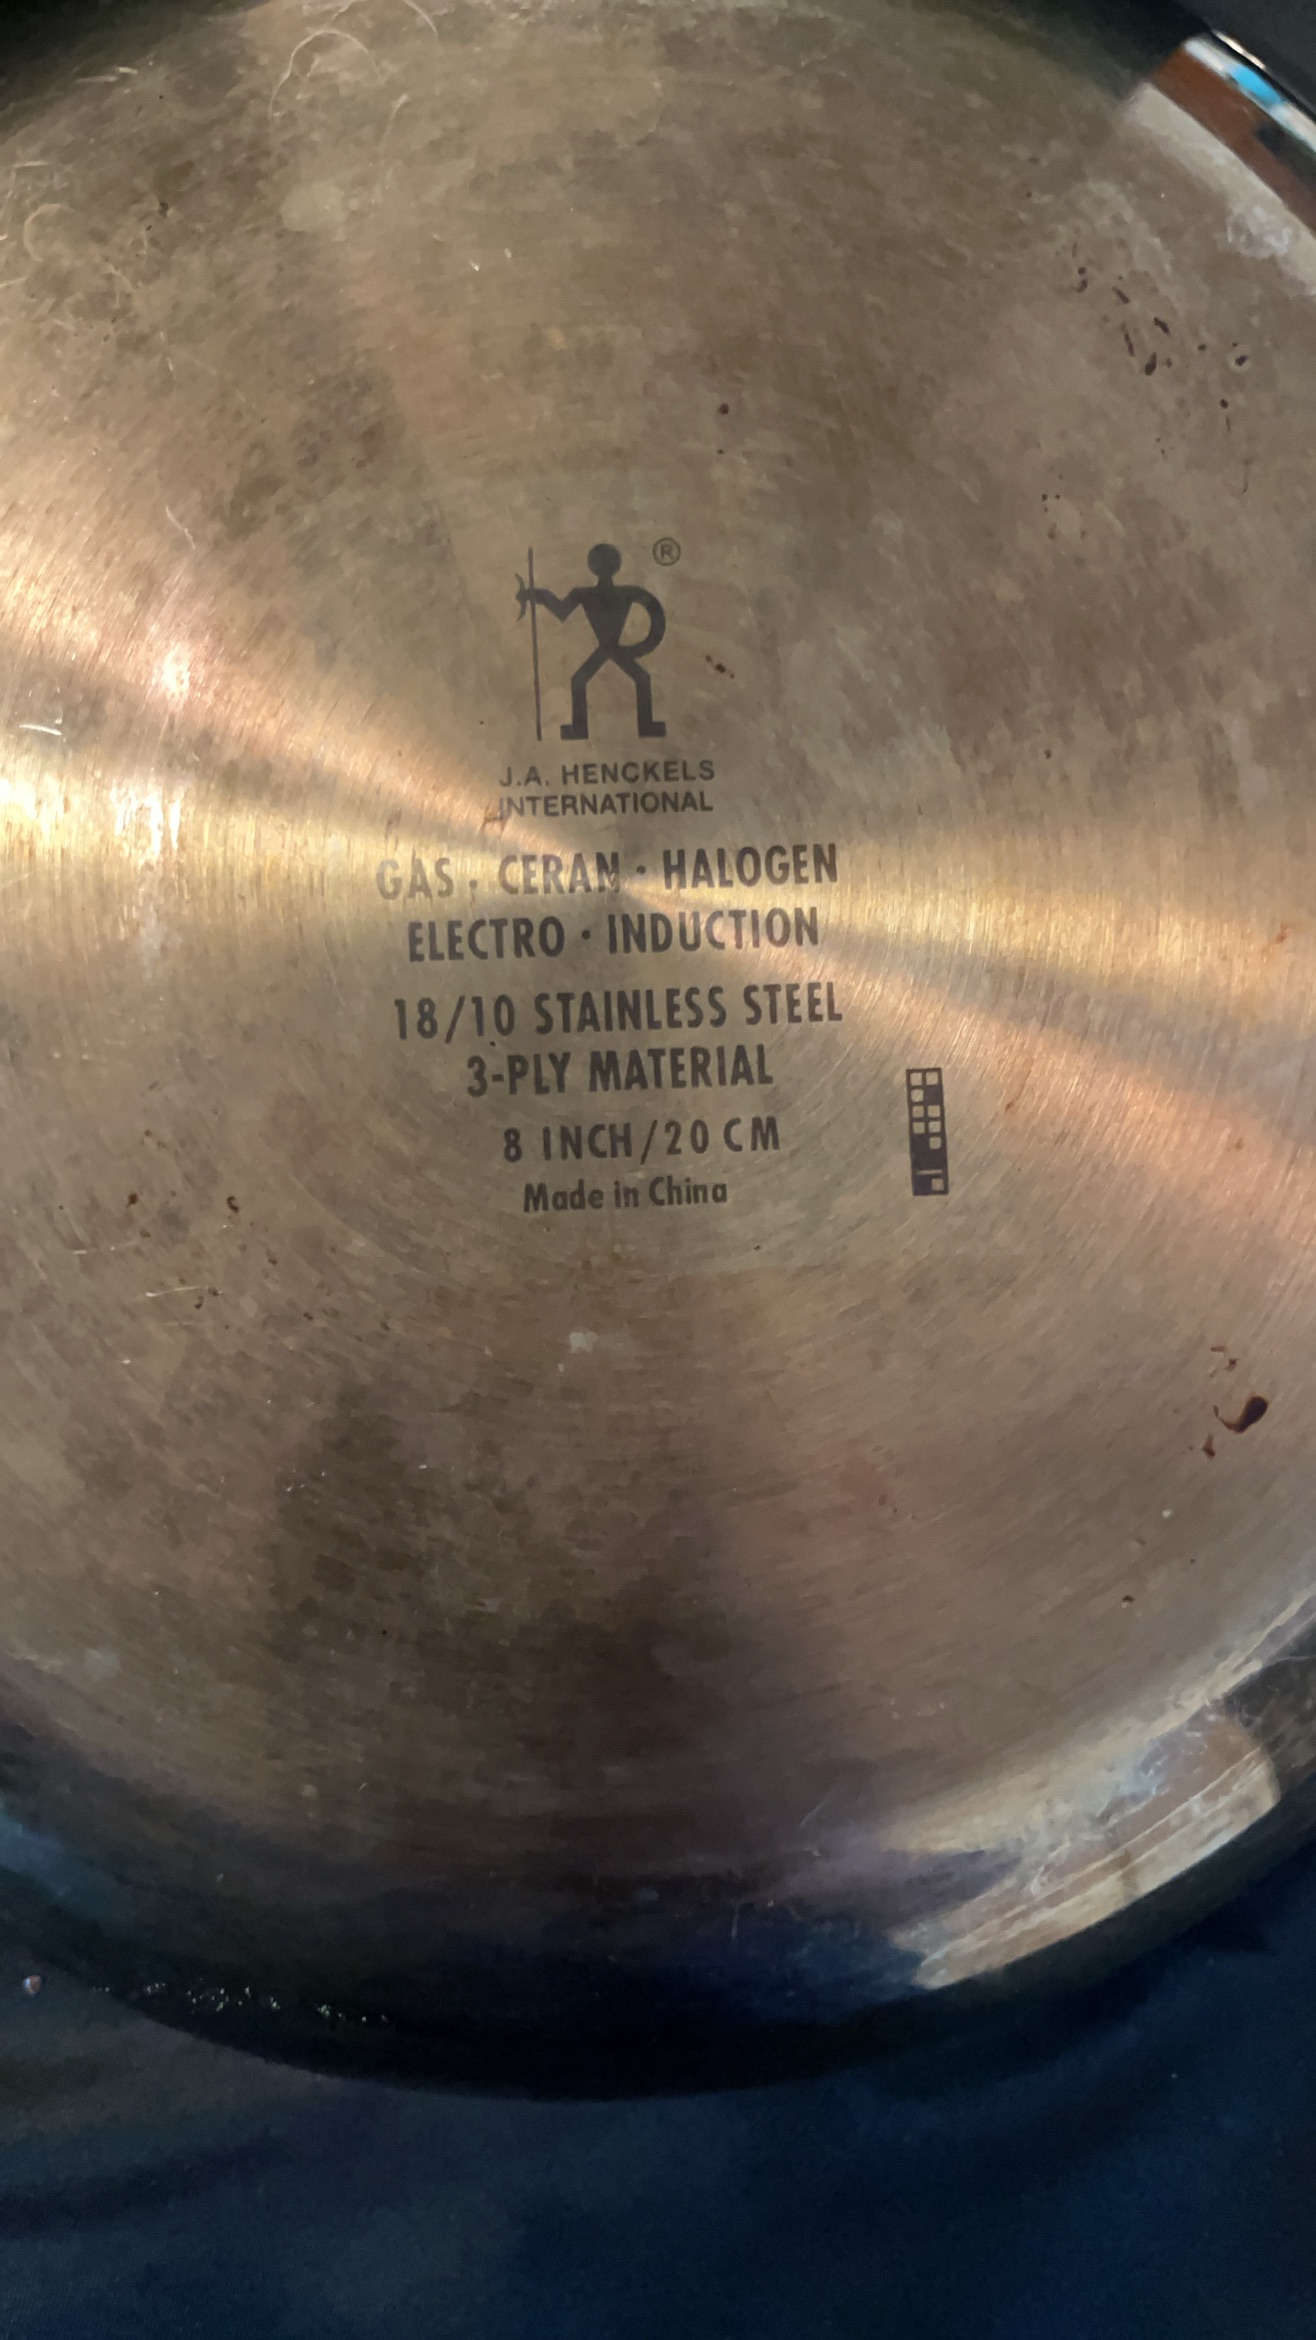 ®
J.A. HENCKELS
INTERNATIONAL
GAS · CERAN · HALOGEN
ELECTRO · INDUCTION
18/10 STAINLESS STEEL
3-PLY MATERIAL
8 INCH/20 CM
Made in China